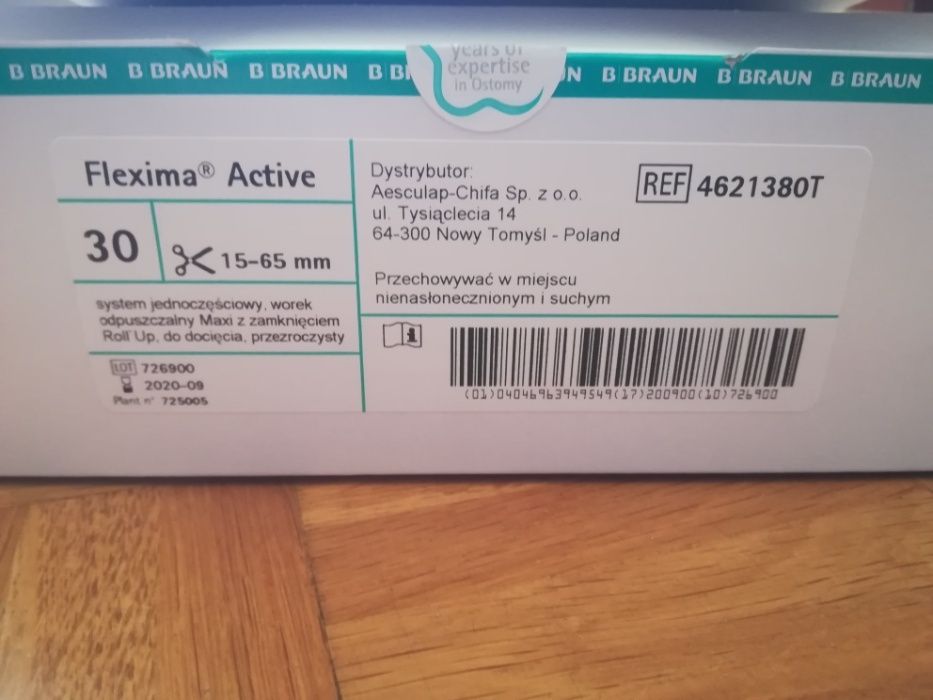 B BRAUN B BRAUN B BRAUN B B N B BRAUN B BRAUN B BRAUN
years of
expertise
in Ostomy
Flexima® Active
30
15-65 mm
system jednoczęściowy, worek
odpuszczalny Maxi z zamknięciem
Roll'Up, do docięcia, przezroczysty
LOT 726900
2020-09
Plant n° 725005
Dystrybutor:
Aesculap-Chifa Sp. z o.o.
ul. Tysiąclecia 14
64-300 Nowy Tomyśl - Poland
Przechowywać w miejscu
nienasłonecznionym i suchym
REF 4621380T
(01)04046963949549(17)200900(10)726900